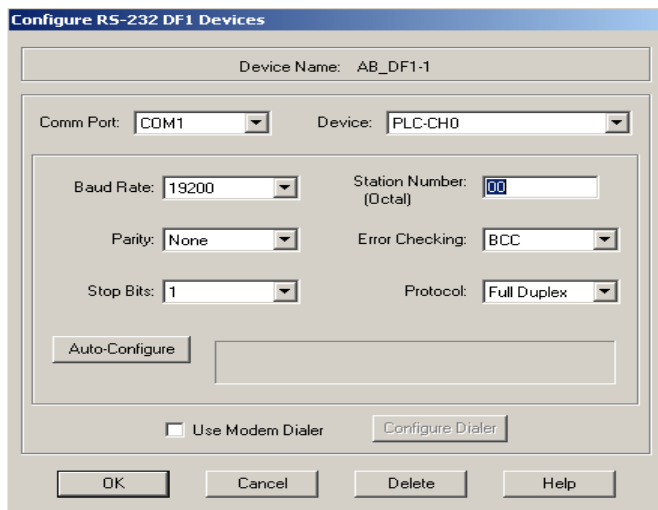 Configure RS-232 DF1 Devices
Device Name: AB_DF1-1
Comm Port: COM1 Device: PLC-CH0
Baud Rate: 19200 Station Number: 00
(Octal)
Parity: None Error Checking: BCC
Stop Bits: 1 Protocol: Full Duplex
Auto-Configure
Use Modem Dialer Configure Dialer
OK Cancel Delete Help